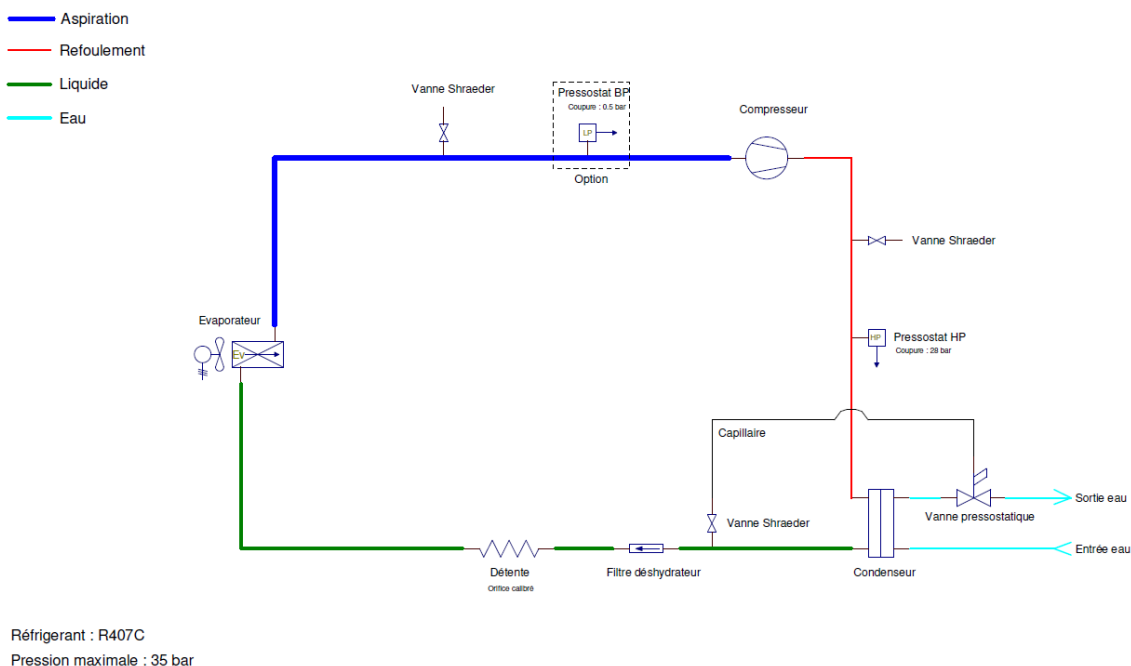 Aspiration
Refoulement
Liquide
Eau
Vanne Shraeder
Pressostat BP
Coupure : 0.5 bar
LP
Option
Compresseur
Vanne Shraeder
HP
Pressostat HP
Coupure : 28 bar
Evaporateur
Ev
Capillaire
Vanne Shraeder
Sortie eau
Vanne pressostatique
Entrée eau
Détente
Orifice calibré
Filtre déshydrateur
Condenseur
Réfrigerant : R407C
Pression maximale : 35 bar